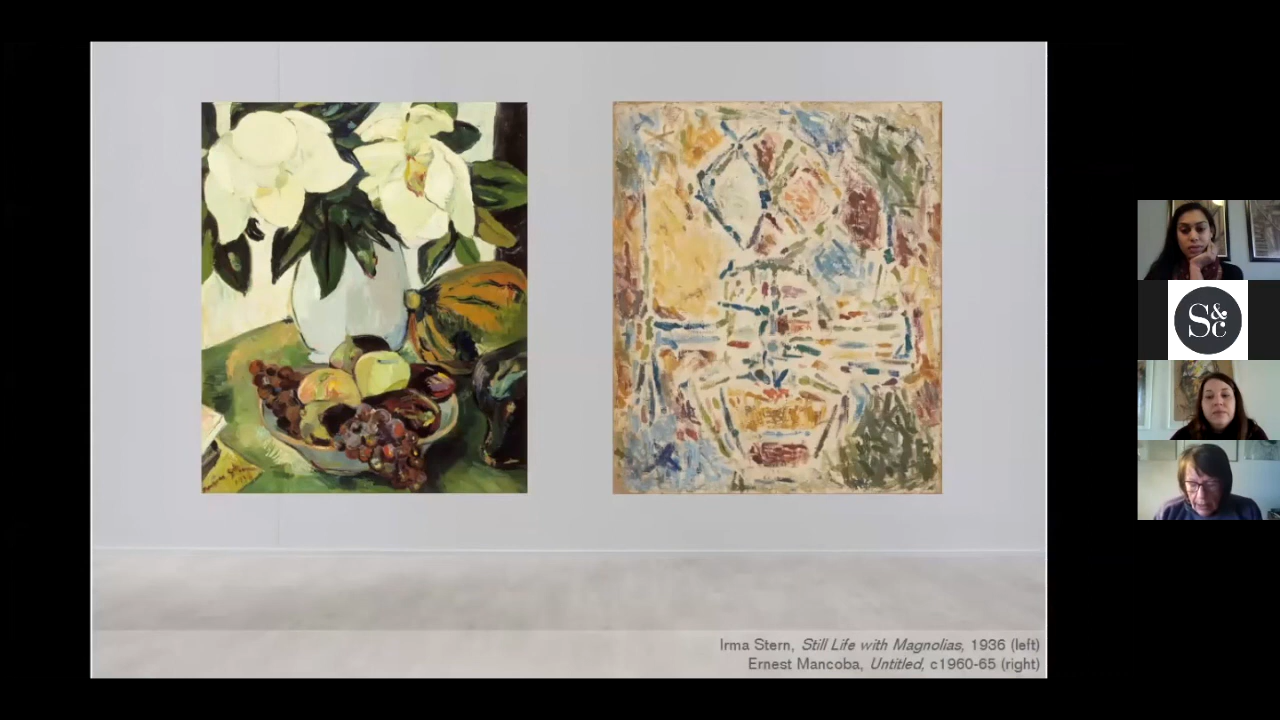 S&c
Irma Stern, Still Life with Magnolias, 1936 (left)
Ernest Mancoba, Untitled, c1960-65 (right)